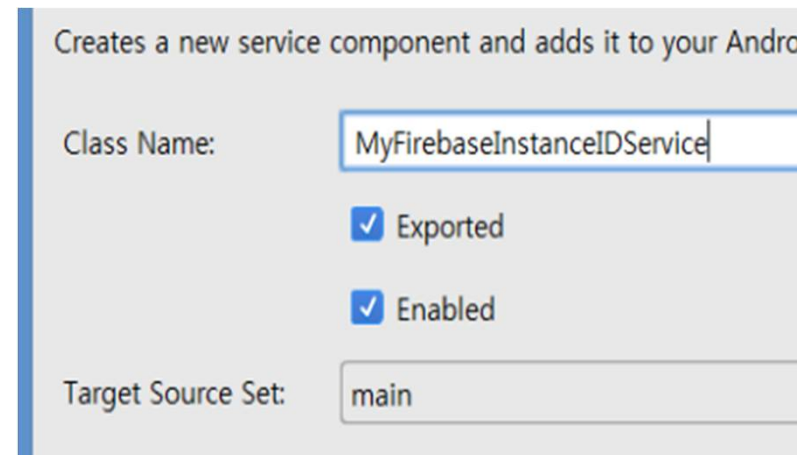 Creates a new service component and adds it to your Andro
Class Name: MyFirebaseInstanceIDService
Exported
Enabled
Target Source Set: main